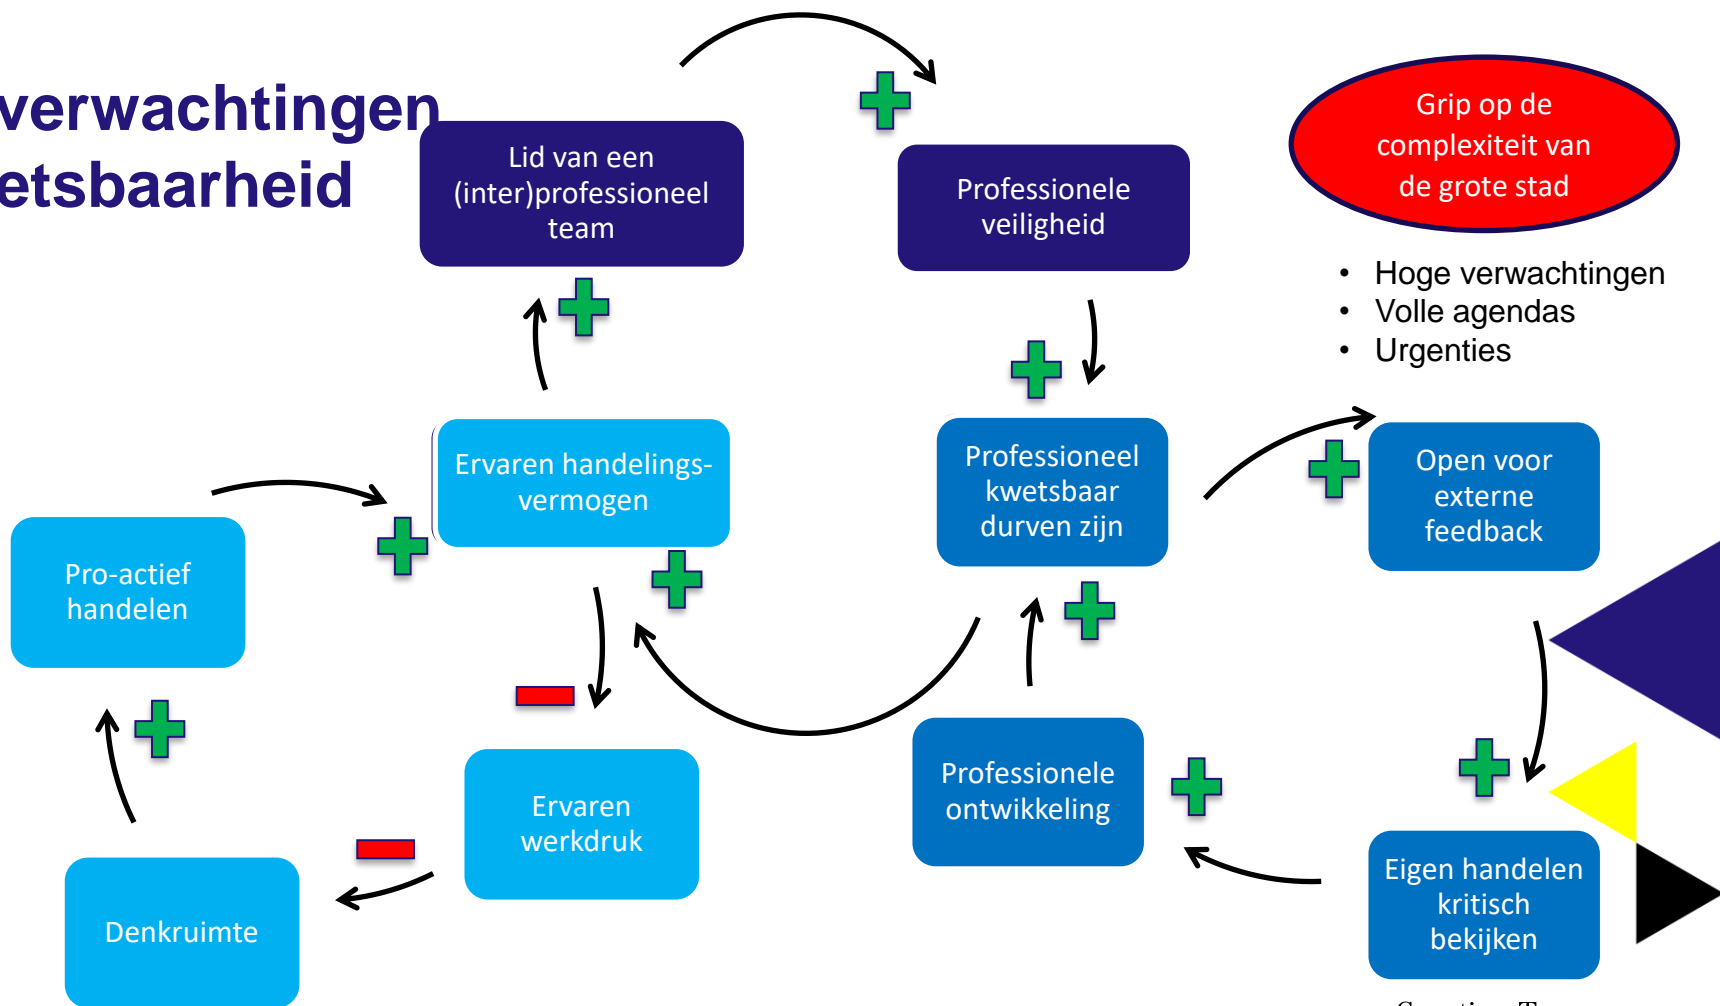 verwachtingen
etsbaarheid
Lid van een
(inter)professioneel
team
Professionele
veiligheid
Grip op de
complexiteit van
de grote stad
• Hoge verwachtingen
• Volle agendas
• Urgenties
Ervaren handelings-
vermogen
Professioneel
kwetsbaar
durven zijn
Open voor
externe
feedback
Pro-actief
handelen
Ervaren
werkdruk
Professionele
ontwikkeling
Eigen handelen
kritisch
bekijken
Denkruimte